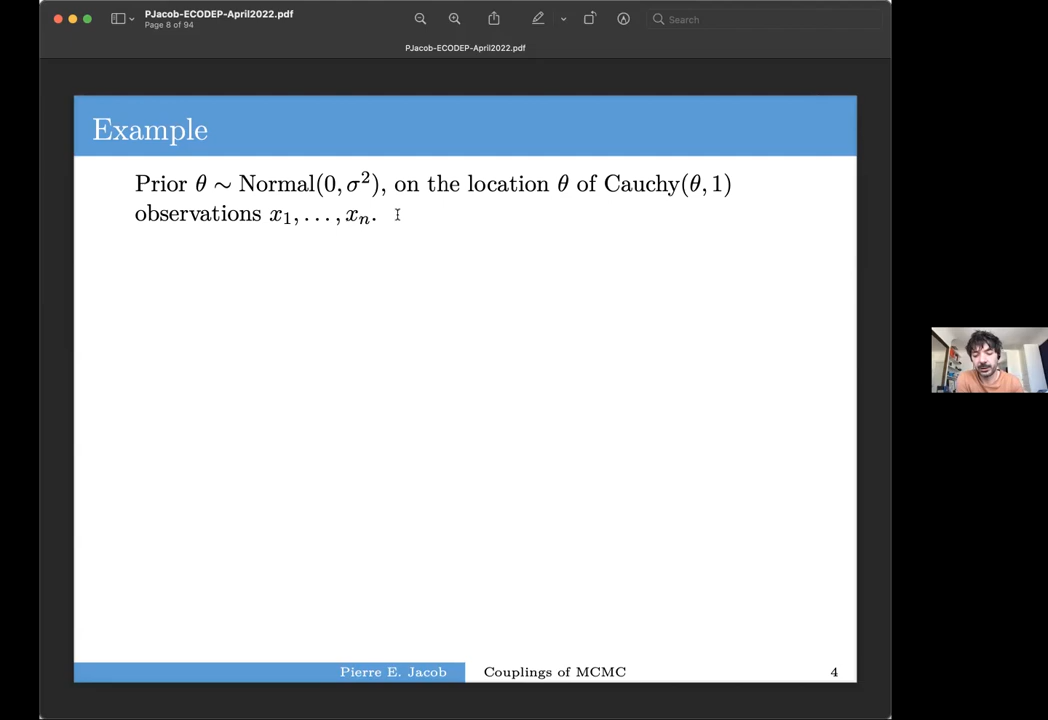 PJacob-ECODEP-April2022.pdf
Page 8 of 94
Search
PJacob-ECODEP-April2022.pdf
Example
Prior θ ∼ Normal(0, σ²), on the location θ of Cauchy(θ, 1)
observations x₁, . . . , xₙ.
Pierre E. Jacob
Couplings of MCMC
4